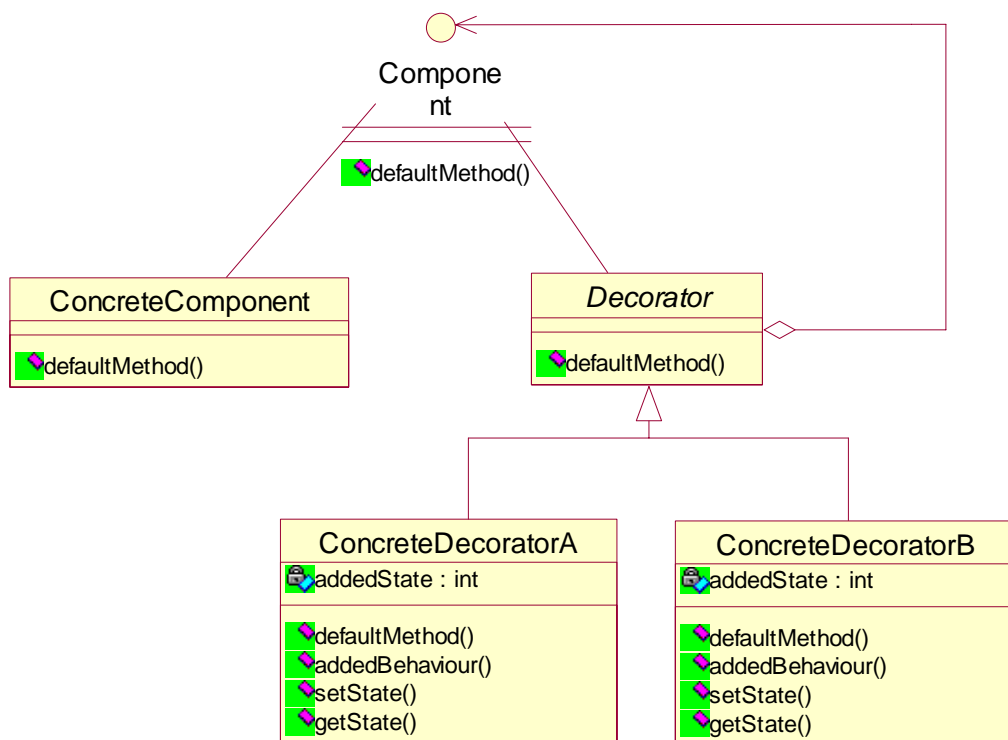 Compone
nt
defaultMethod()
ConcreteComponent
defaultMethod()
Decorator
defaultMethod()
ConcreteDecoratorA
addedState : int
defaultMethod()
addedBehaviour()
setState()
getState()
ConcreteDecoratorB
addedState : int
defaultMethod()
addedBehaviour()
setState()
getState()